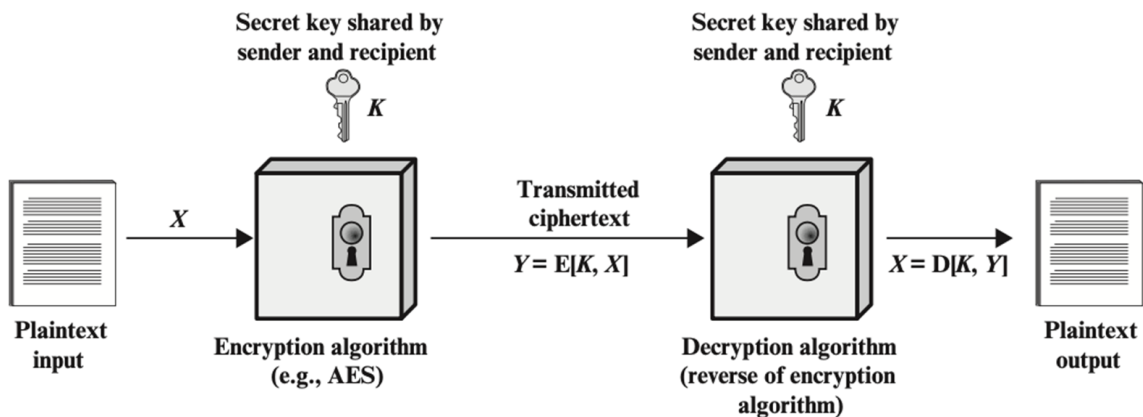 Secret key shared by
sender and recipient
K
Secret key shared by
sender and recipient
K
X
Transmitted
ciphertext
Y = E[K, X]
X = D[K, Y]
Plaintext
input
Encryption algorithm
(e.g., AES)
Decryption algorithm
(reverse of encryption
algorithm)
Plaintext
output